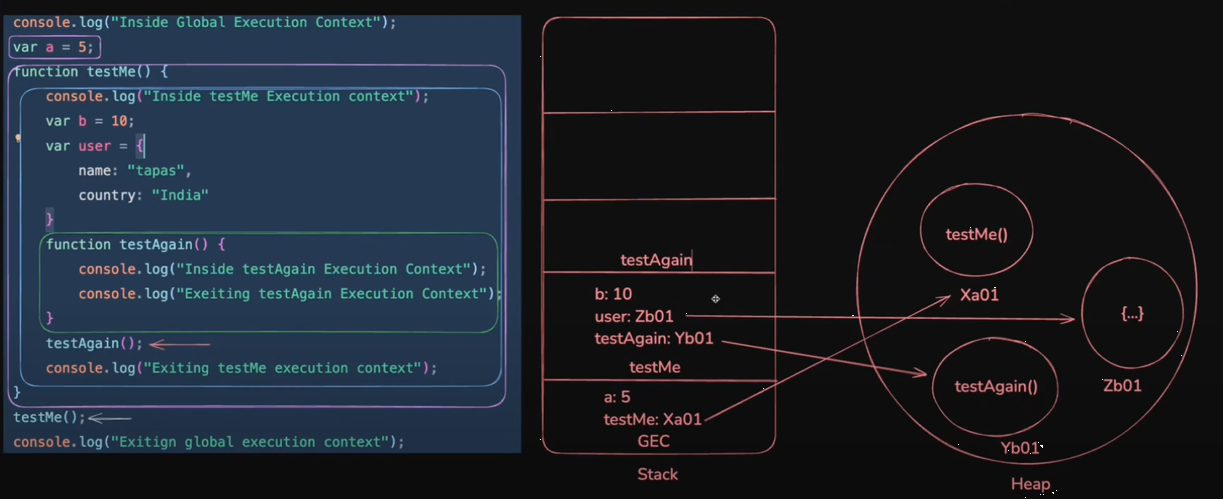 console.log("Inside Global Execution Context");
var a = 5;
function testMe() {
console.log("Inside testMe Execution context");
var b = 10;
var user = {
name: "tapas",
country: "India"
}
function testAgain() {
console.log("Inside testAgain Execution Context");
console.log("Exeiting testAgain Execution Context");
}
testAgain();
console.log("Exiting testMe execution context");
}
testMe();
console.log("Exitign global execution context");
testAgain
b: 10
user: Zb01
testAgain: Yb01
testMe
a: 5
testMe: Xa01
GEC
Stack
testMe()
Xa01
{...}
Zb01
testAgain()
Yb01
Heap